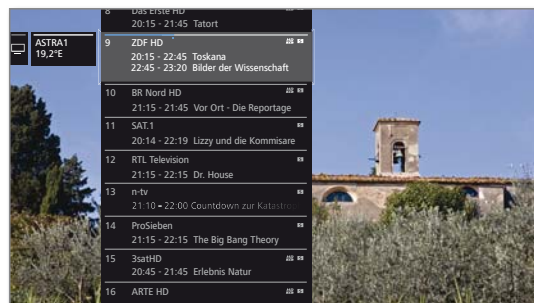 8 Das Erste HD
20:15 - 21:45 Tatort
ASTRA1
19,2°E
9 ZDF HD
20:15 - 22:45 Toskana
22:45 - 23:20 Bilder der Wissenschaft
10 BR Nord HD
21:15 - 21:45 Vor Ort - Die Reportage
11 SAT.1
20:14 - 22:19 Lizzy und die Kommisare
12 RTL Television
21:15 - 22:15 Dr. House
13 n-tv
21:10 - 22:00 Countdown zur
14 ProSieben
21:15 - 22:15 The Big Bang Theory
15 3satHD
20:45 - 21:45 Erlebnis Natur
16 ARTE HD